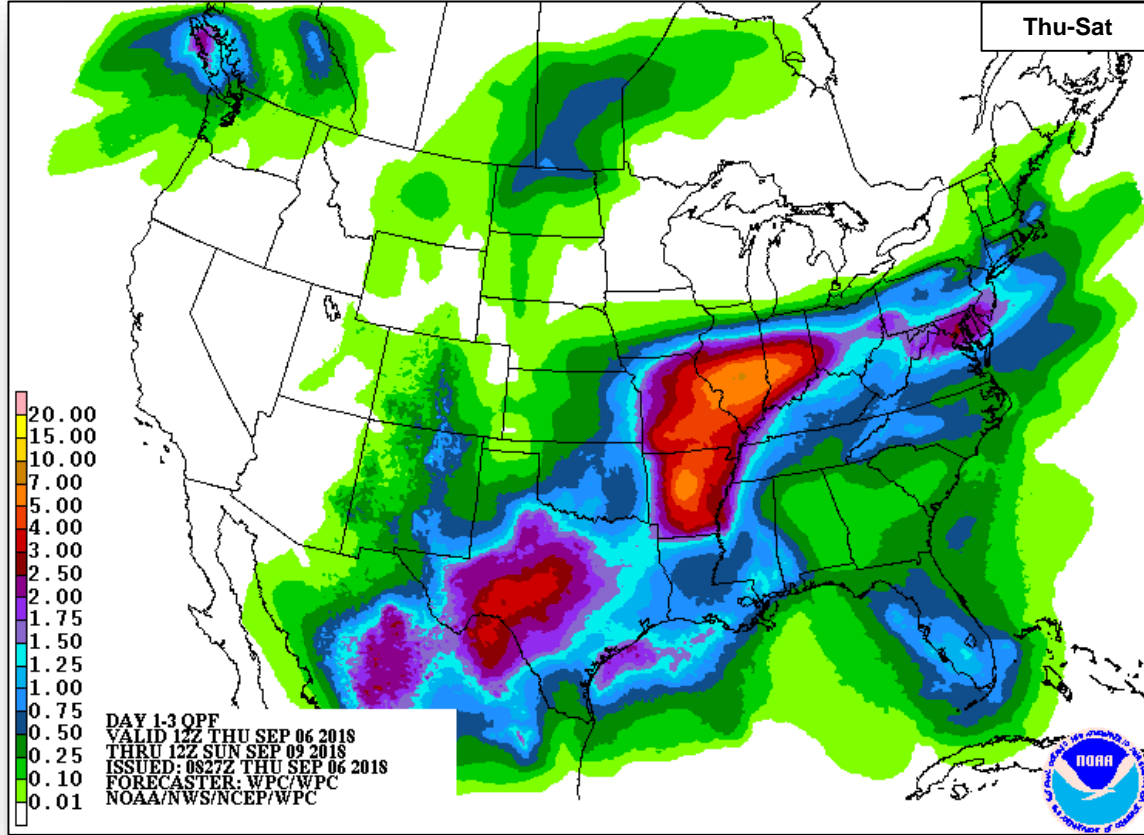 Thu-Sat
20.00
15.00
10.00
7.00
5.00
4.00
3.00
2.50
2.00
1.75
1.50
1.25
1.00
0.75
0.50
0.25
0.10
0.01
DAY 1-3 QPF
VALID 12Z THU SEP 06 2018
THRU 12Z SUN SEP 09 2018
ISSUED: 0827Z THU SEP 06 2018
FORECASTER: WPC/WPC
NOAA/NWS/NCEP/WPC
NOAA